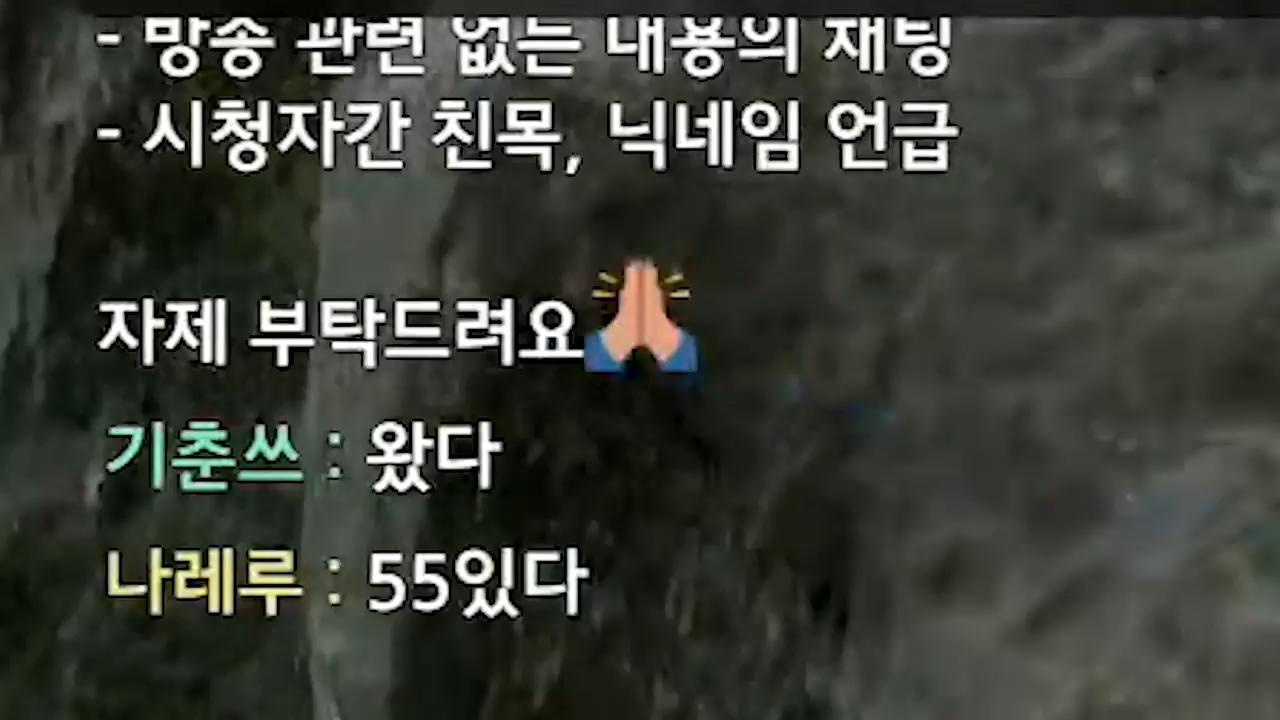 - 방송 관련 없는 내용의 채팅
- 시청자간 친목, 닉네임 언급
자제 부탁드려요🙏
기춘쓰 : 왔다
나레루 : 55있다